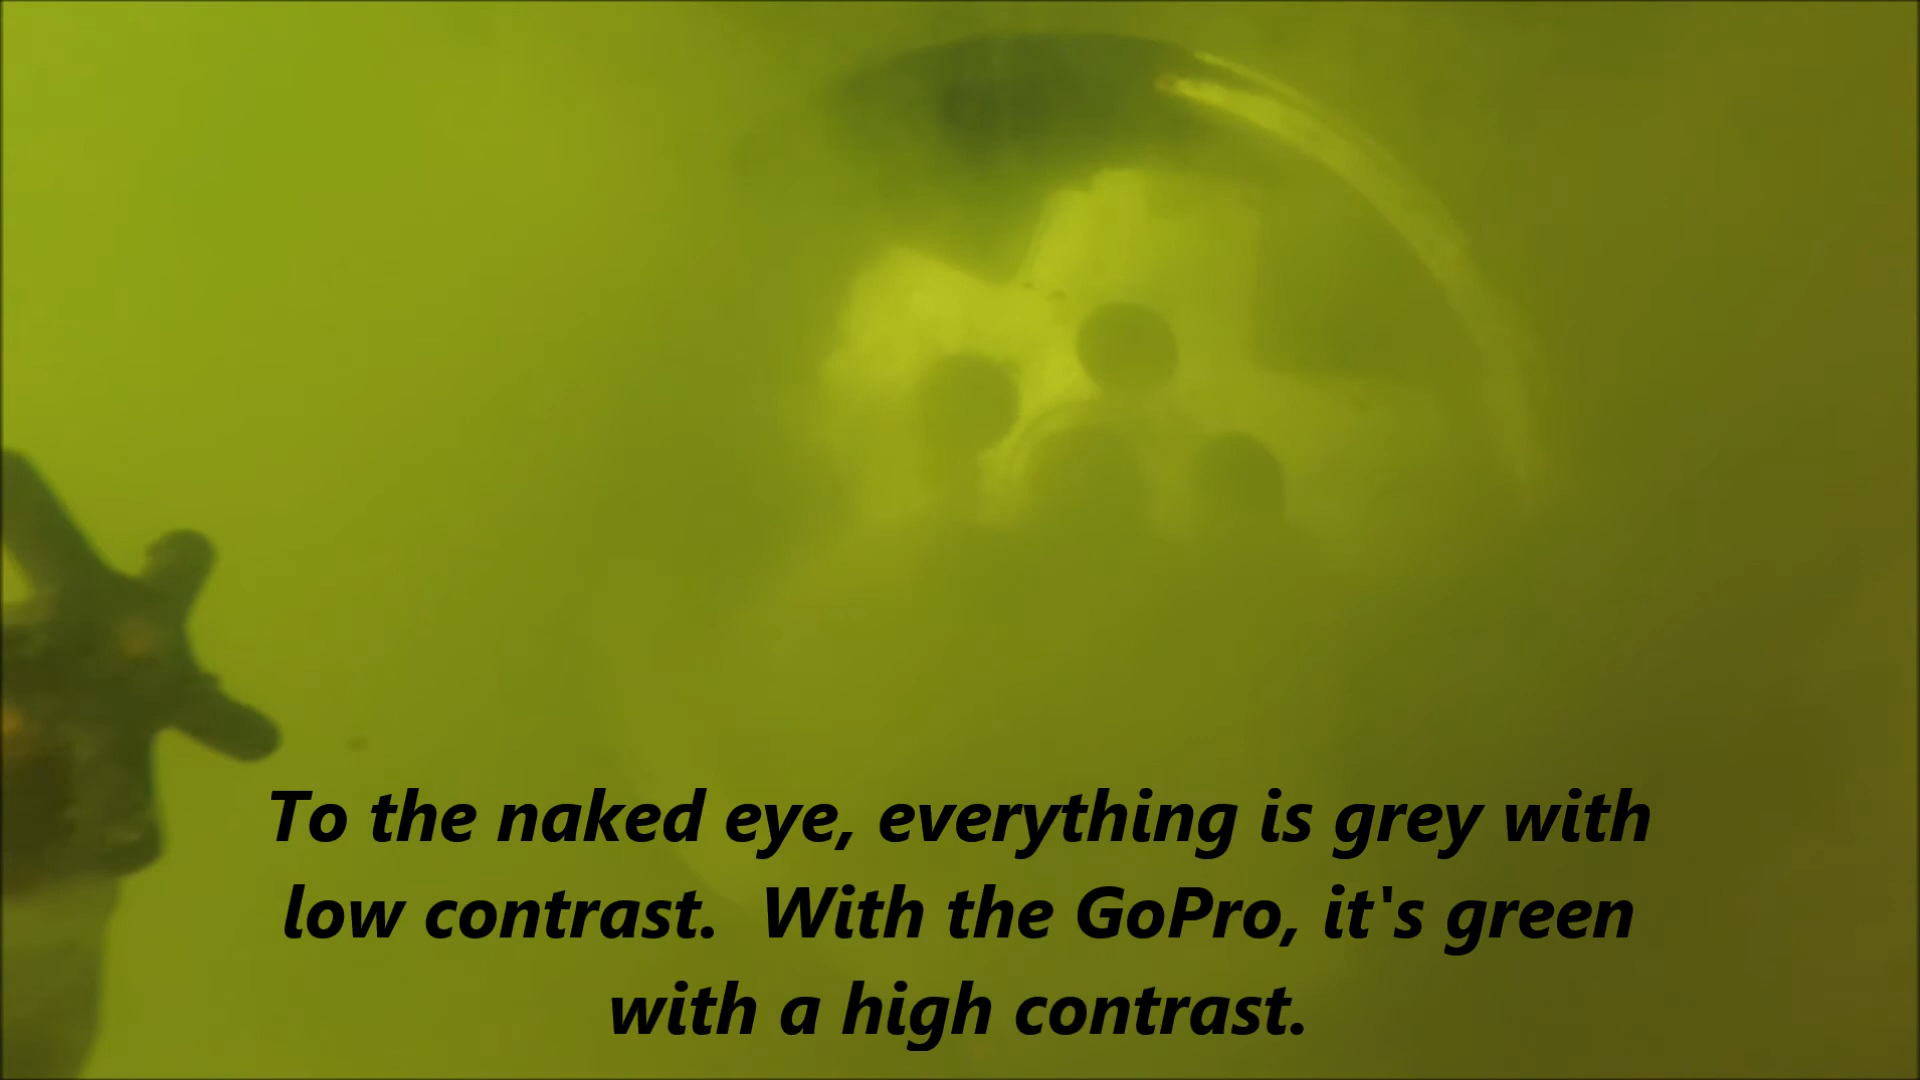 To the naked eye, everything is grey with
low contrast.  With the GoPro, it's green
with a high contrast.